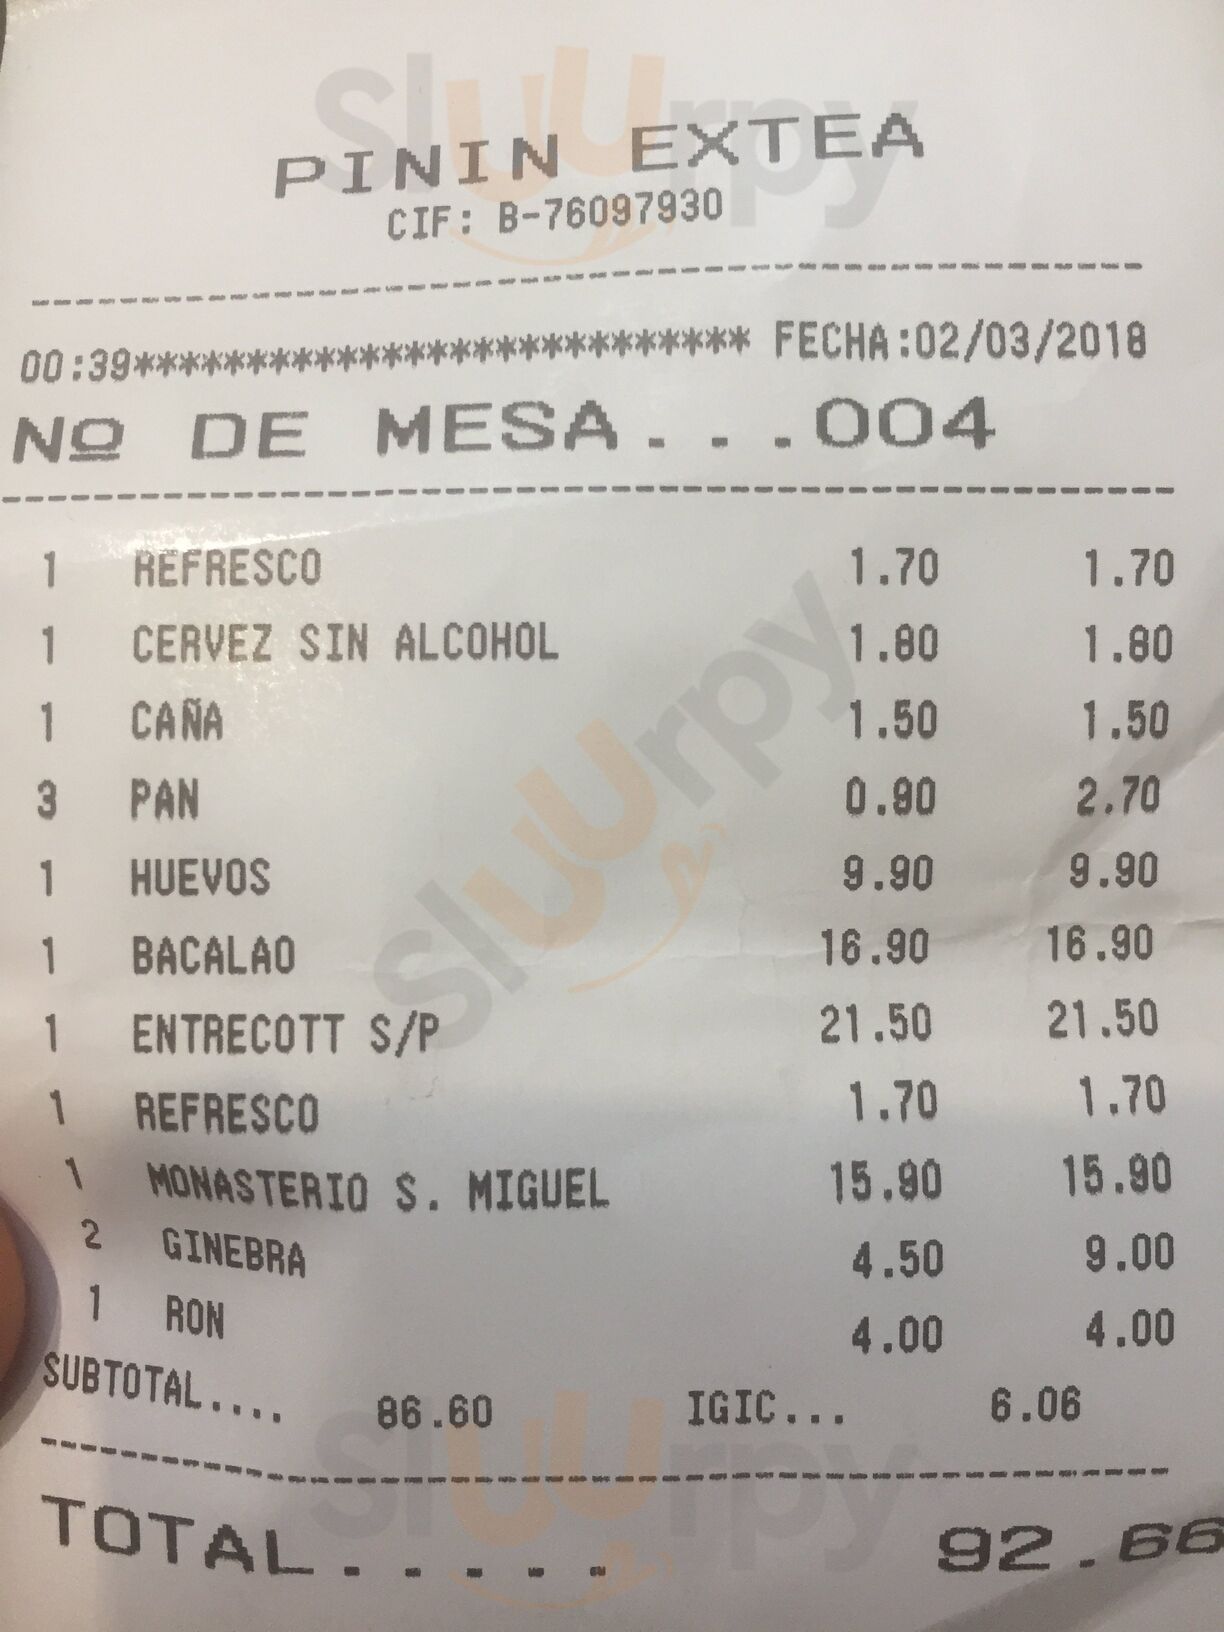 Sluurpy
PININ EXTEA
CIF: B-76097930
00:39*************************** FECHA:02/03/2018
Nº DE MESA...004
1 REFRESCO 1.70 1.70
1 CERVEZ SIN ALCOHOL 1.80 1.80
1 CAÑA 1.50 1.50
3 PAN 0.90 2.70
1 HUEVOS 9.90 9.90
1 BACALAO 16.90 16.90
Sluurpy
1 ENTRECOTT S/P 21.50 21.50
1 REFRESCO 1.70 1.70
1 MONASTERIO S. MIGUEL 15.90 15.90
2 GINEBRA 4.50 9.00
1 RON 4.00 4.00
SUBTOTAL.... 86.60 IGIC... 6.06
Sluurpy
TOTAL..... 92.66